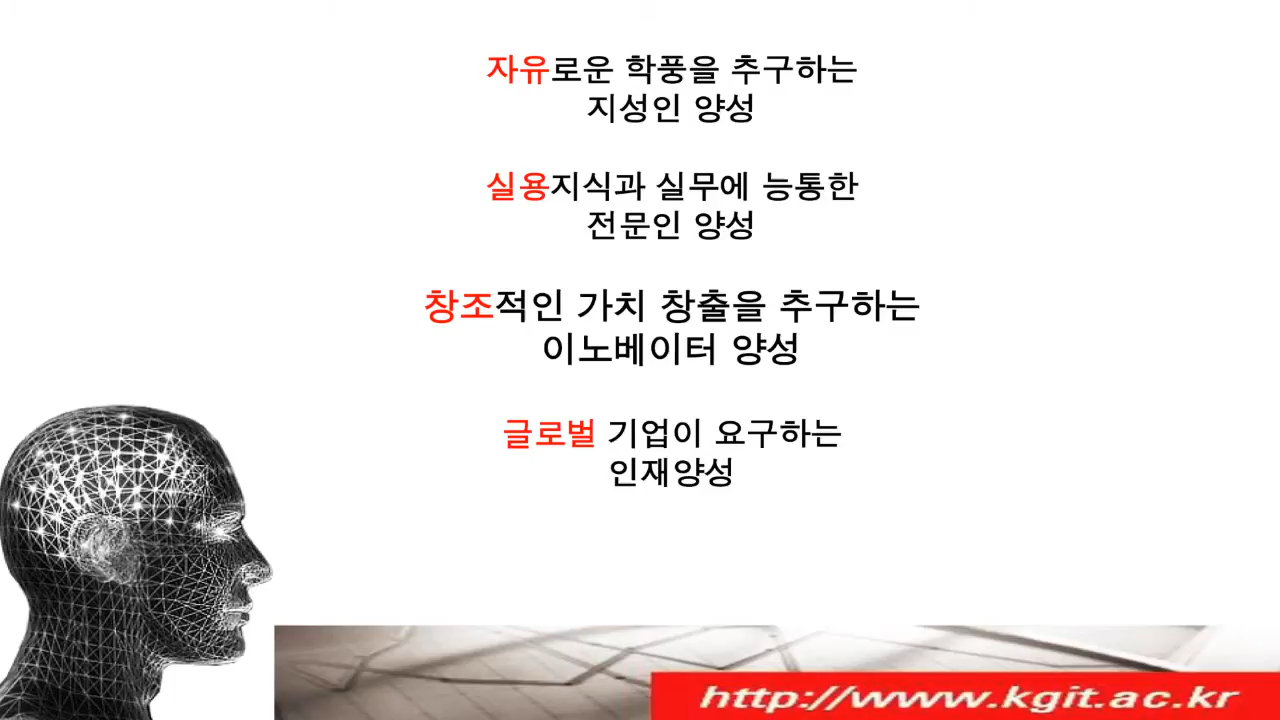 자유로운 학풍을 추구하는
지성인 양성
실용지식과 실무에 능통한
전문인 양성
창조적인 가치 창출을 추구하는
이노베이터 양성
글로벌 기업이 요구하는
인재양성
http://www.kgit.ac.kr